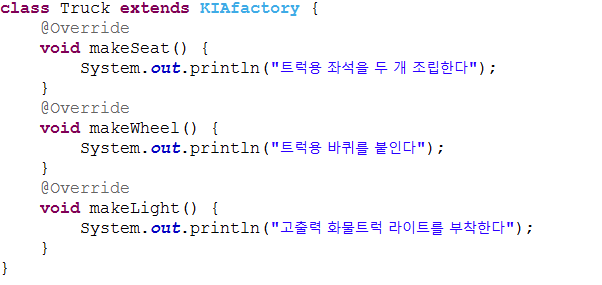 class Truck extends KIAfactory {
    @Override
    void makeSeat() {
        System.out.println("트럭용 좌석을 두 개 조립한다");
    }
    @Override
    void makeWheel() {
        System.out.println("트럭용 바퀴를 붙인다");
    }
    @Override
    void makeLight() {
        System.out.println("고출력 화물트럭 라이트를 부착한다");
    }
}